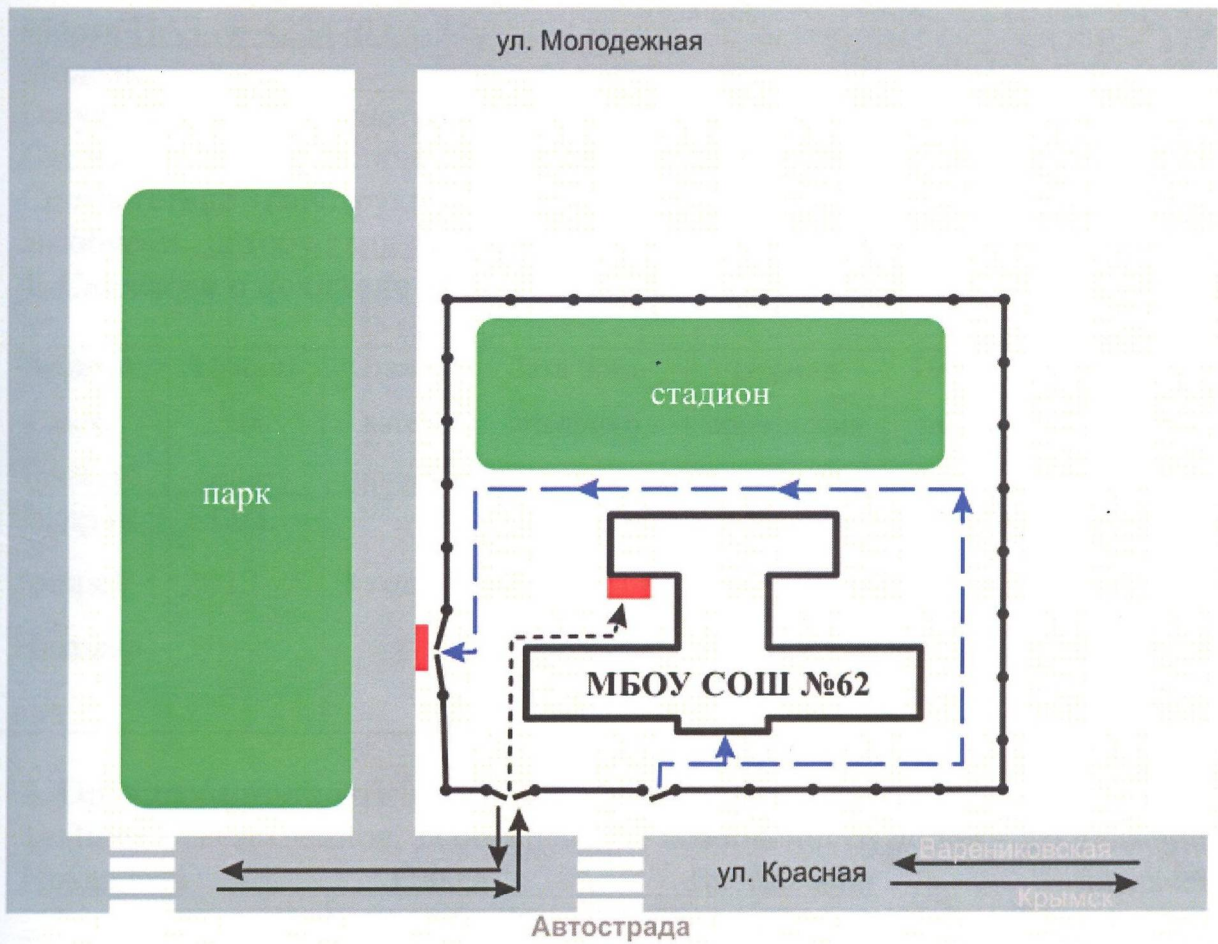 ул. Молодежная
стадион
парк
МБОУ СОШ №62
Варениковская
ул. Красная
Крымск
Автострада